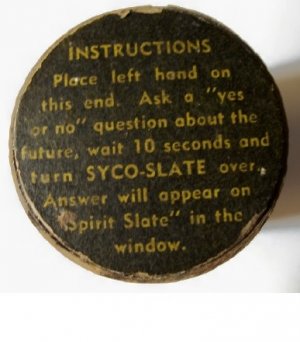 INSTRUCTIONS
Place left hand on
this end. Ask a "yes
or no" question about the
future, wait 10 seconds and
turn SYCO-SLATE over.
Answer will appear on
"Spirit Slate" in the
window.